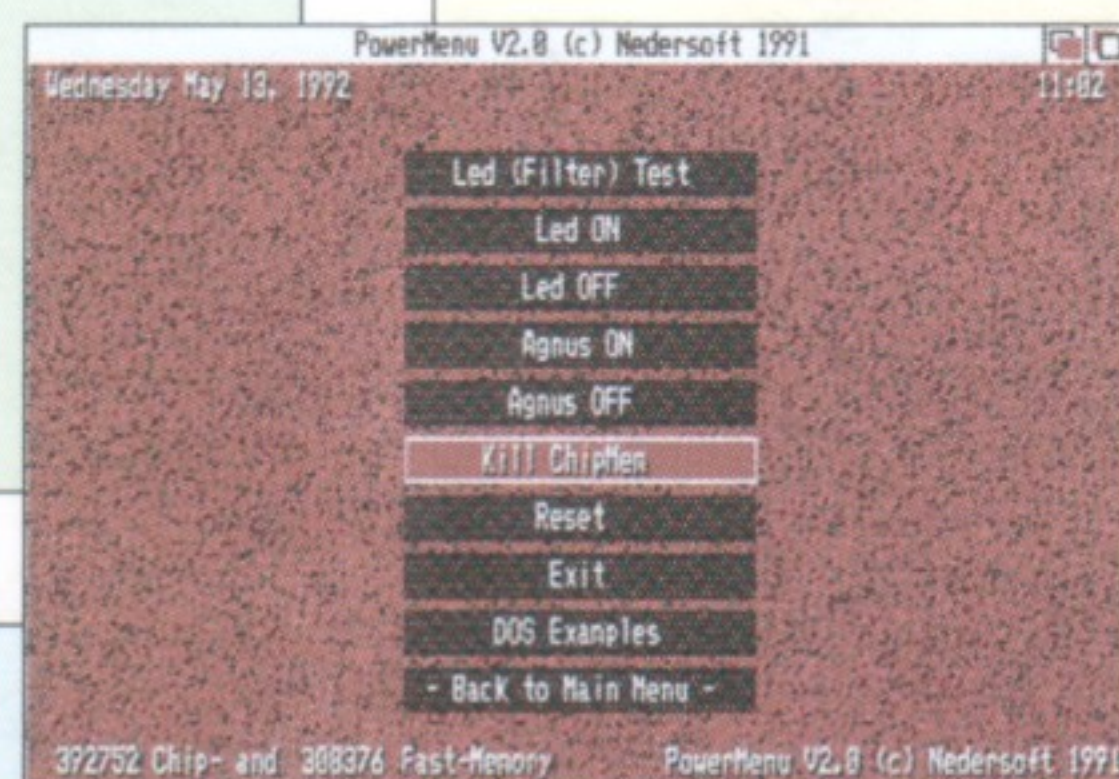 PowerMenu V2.0 (c) Nedersoft 1991
Wednesday May 13, 1992
11:02
Led (Filter) Test
Led ON
Led OFF
Agnus ON
Agnus OFF
Kill ChipMem
Reset
Exit
DOS Examples
- Back to Main Menu -
392752 Chip- and 308376 Fast-Memory
PowerMenu V2.0 (c) Nedersoft 199